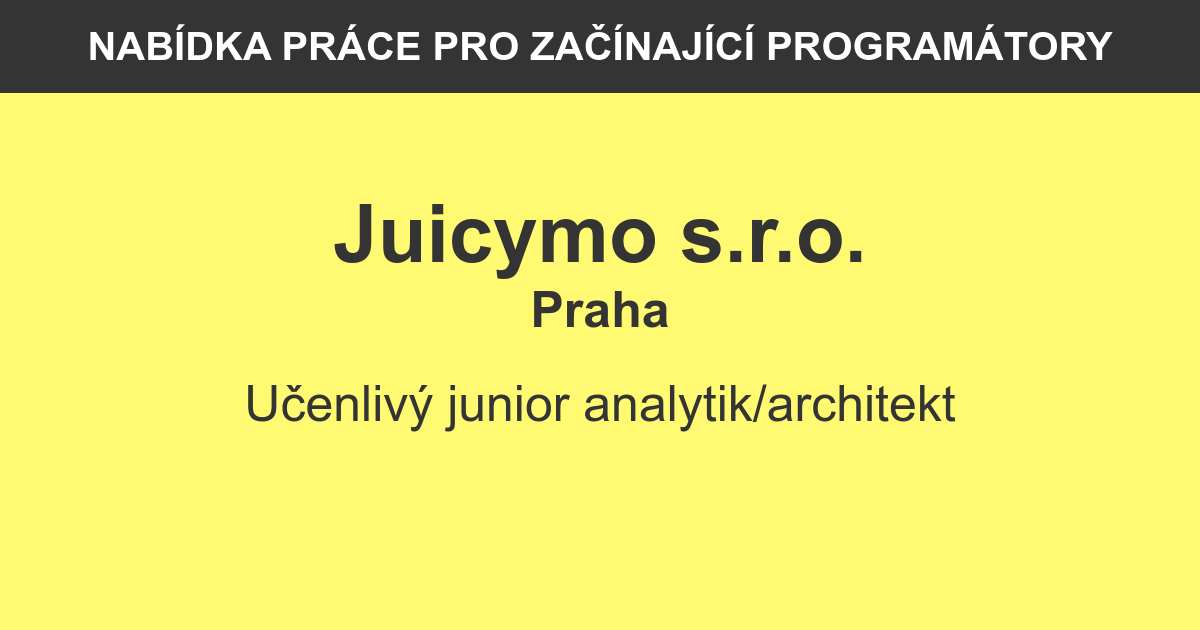 NABÍDKA PRÁCE PRO ZAČÍNAJÍCÍ PROGRAMÁTORY
Juicymo s.r.o.
Praha
Učenlivý junior analytik/architekt